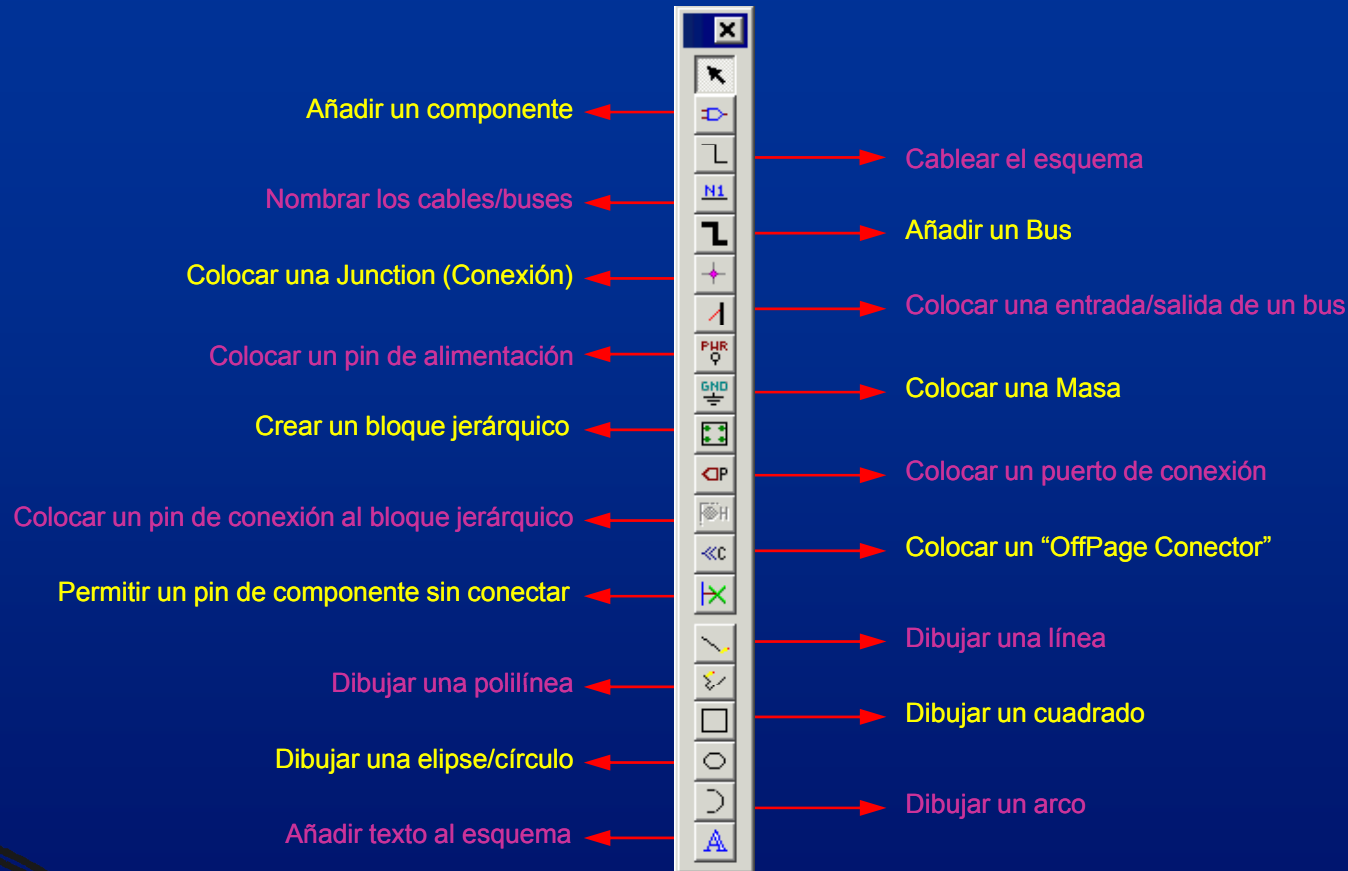 Añadir un componente
Cablear el esquema
N1
Nombrar los cables/buses
Añadir un Bus
Colocar una Junction (Conexión)
Colocar una entrada/salida de un bus
PWR
Colocar un pin de alimentación
GND
Colocar una Masa
Crear un bloque jerárquico
P
Colocar un puerto de conexión
H
Colocar un pin de conexión al bloque jerárquico
C
Colocar un “OffPage Conector”
Permitir un pin de componente sin conectar
Dibujar una línea
Dibujar una polilínea
Dibujar un cuadrado
Dibujar una elipse/círculo
Dibujar un arco
Añadir texto al esquema
A